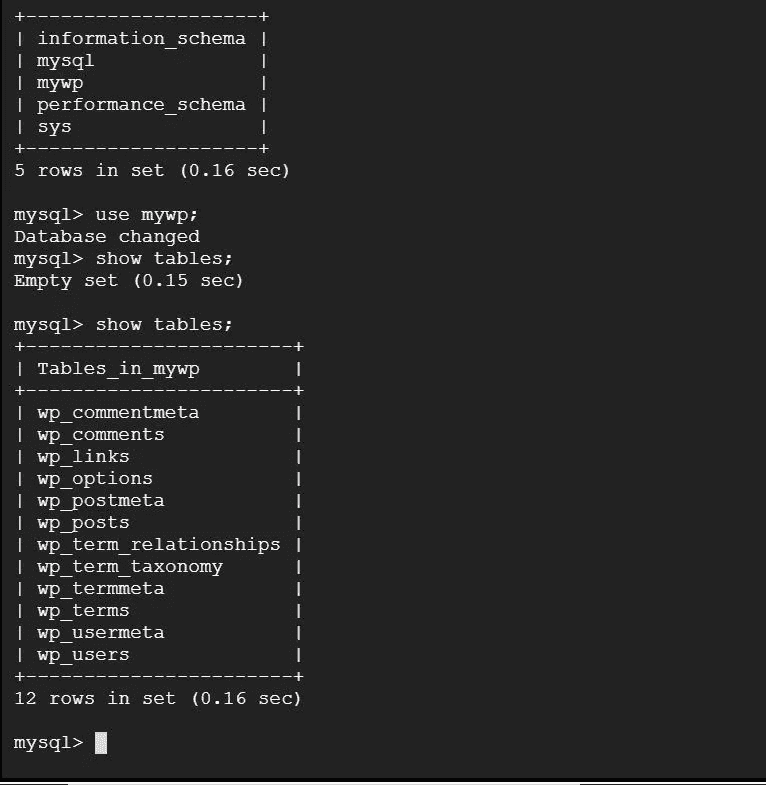 +--------------------+
| information_schema |
| mysql              |
| mywp               |
| performance_schema |
| sys                |
+--------------------+
5 rows in set (0.16 sec)

mysql> use mywp;
Database changed
mysql> show tables;
Empty set (0.15 sec)

mysql> show tables;
+-----------------------+
| Tables_in_mywp        |
+-----------------------+
| wp_commentmeta        |
| wp_comments           |
| wp_links              |
| wp_options            |
| wp_postmeta           |
| wp_posts              |
| wp_term_relationships |
| wp_term_taxonomy      |
| wp_termmeta           |
| wp_terms              |
| wp_usermeta           |
| wp_users              |
+-----------------------+
12 rows in set (0.16 sec)

mysql>